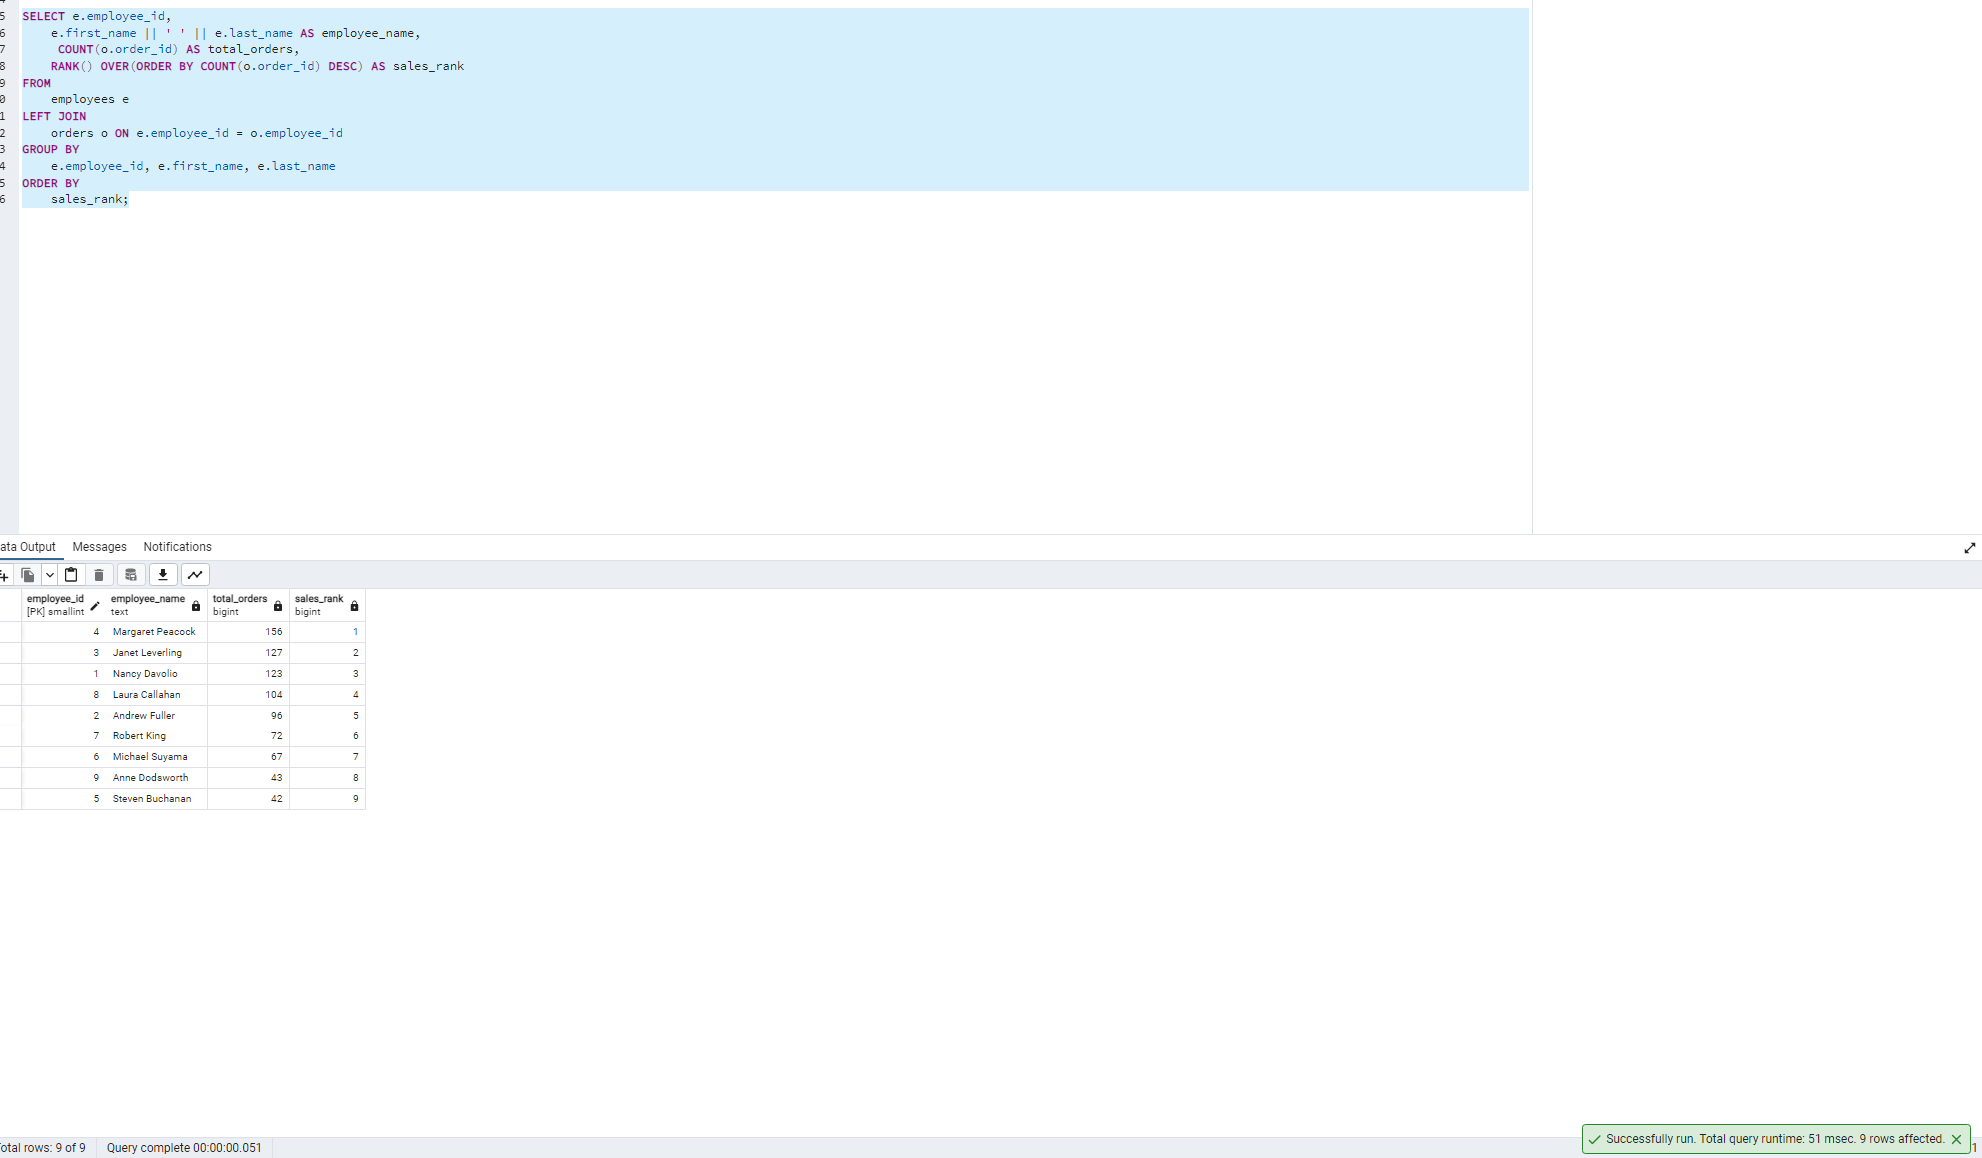 5 SELECT e.employee_id,
6 e.first_name || ' ' || e.last_name AS employee_name,
7 COUNT(o.order_id) AS total_orders,
8 RANK() OVER(ORDER BY COUNT(o.order_id) DESC) AS sales_rank
9 FROM
0 employees e
1 LEFT JOIN
2 orders o ON e.employee_id = o.employee_id
3 GROUP BY
4 e.employee_id, e.first_name, e.last_name
5 ORDER BY
6 sales_rank;
ata Output Messages Notifications
employee_id employee_name total_orders sales_rank
[PK] smallint text bigint bigint
4 Margaret Peacock 156 1
3 Janet Leverling 127 2
1 Nancy Davolio 123 3
8 Laura Callahan 104 4
2 Andrew Fuller 96 5
7 Robert King 72 6
6 Michael Suyama 67 7
9 Anne Dodsworth 43 8
5 Steven Buchanan 42 9
otal rows: 9 of 9 Query complete 00:00:00.051
Successfully run. Total query runtime: 51 msec. 9 rows affected.
1